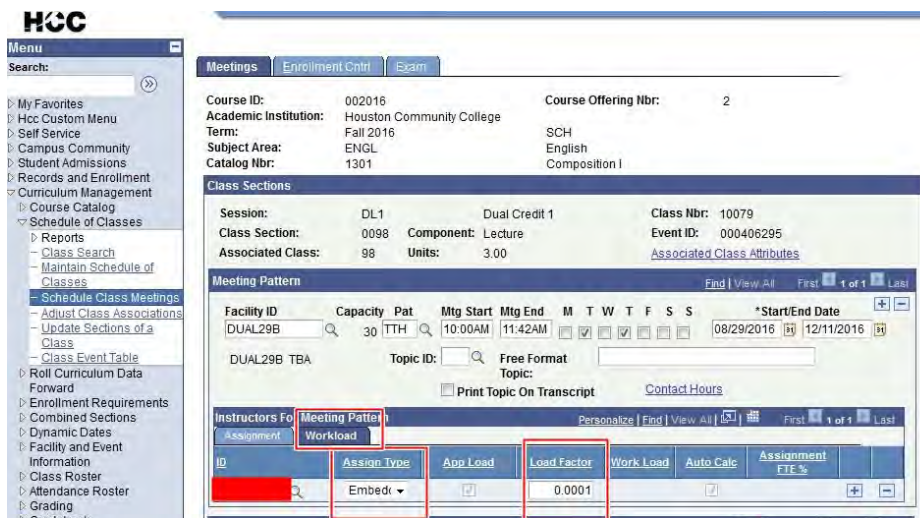 HCC
Menu
Search:
My Favorites
Hcc Custom Menu
Self Service
Campus Community
Student Admissions
Records and Enrollment
Curriculum Management
Course Catalog
Schedule of Classes
Reports
Class Search
Maintain Schedule of
Classes
Schedule Class Meetings
Adjust Class Associations
Update Sections of a
Class
Class Event Table
Roll Curriculum Data
Forward
Enrollment Requirements
Combined Sections
Dynamic Dates
Facility and Event
Information
Class Roster
Attendance Roster
Grading
Meetings Enrollment Cntrl Exam
Course ID: 002016 Course Offering Nbr: 2
Academic Institution: Houston Community College
Term: Fall 2016 SCH
Subject Area: ENGL English
Catalog Nbr: 1301 Composition I
Class Sections
Session: DL1 Dual Credit 1 Class Nbr: 10079
Class Section: 0098 Component: Lecture Event ID: 000406295
Associated Class: 98 Units: 3.00 Associated Class Attributes
Meeting Pattern Find | View All First 1 of 1 Last
Facility ID Capacity Pat Mtg Start Mtg End M T W T F S S *Start/End Date
DUAL29B 30 TTH 10:00AM 11:42AM 08/29/2016 12/11/2016
DUAL29B TBA Topic ID: Free Format
Topic:
Print Topic On Transcript Contact Hours
Instructors Fo Meeting Pattern Personalize | Find | View All | First 1 of 1 Last
Assignment Workload
ID Assign Type App Load Load Factor Work Load Auto Calc Assignment
FTE %
Embedc 0.0001